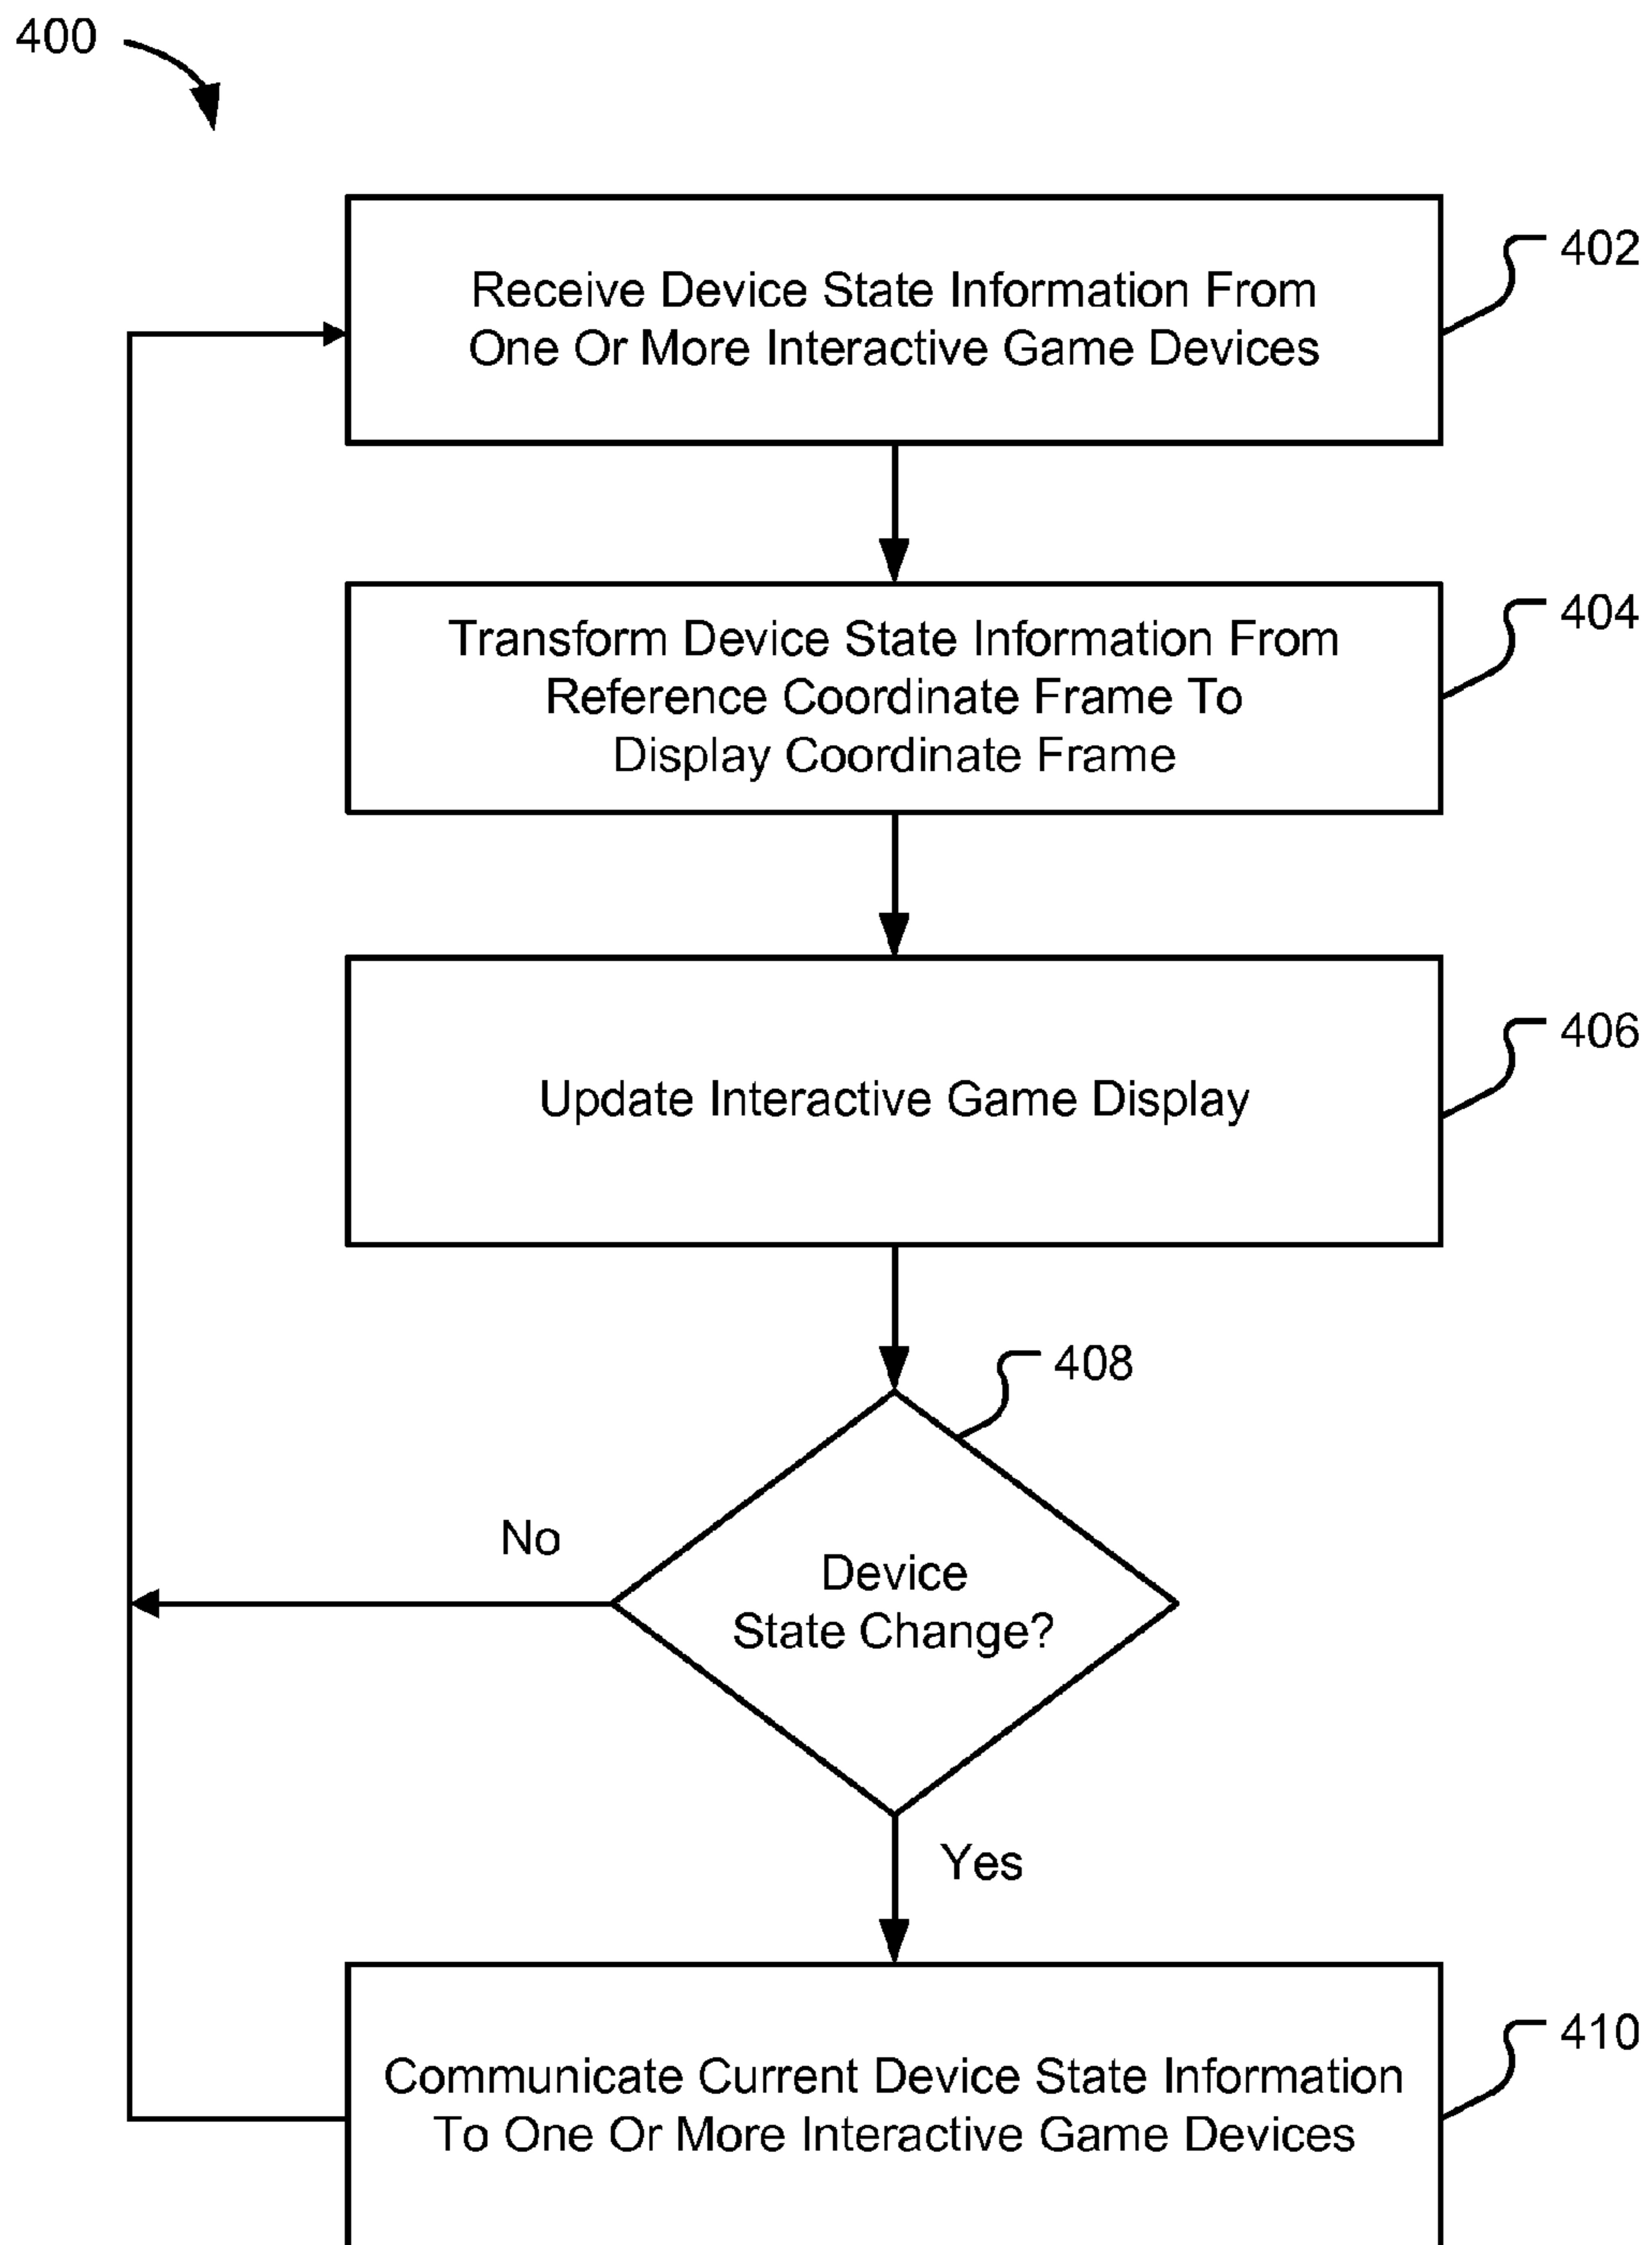 400
Receive Device State Information From
One Or More Interactive Game Devices
402
Transform Device State Information From
Reference Coordinate Frame To
Display Coordinate Frame
404
Update Interactive Game Display
406
408
Device
State Change?
No
Yes
Communicate Current Device State Information
To One Or More Interactive Game Devices
410